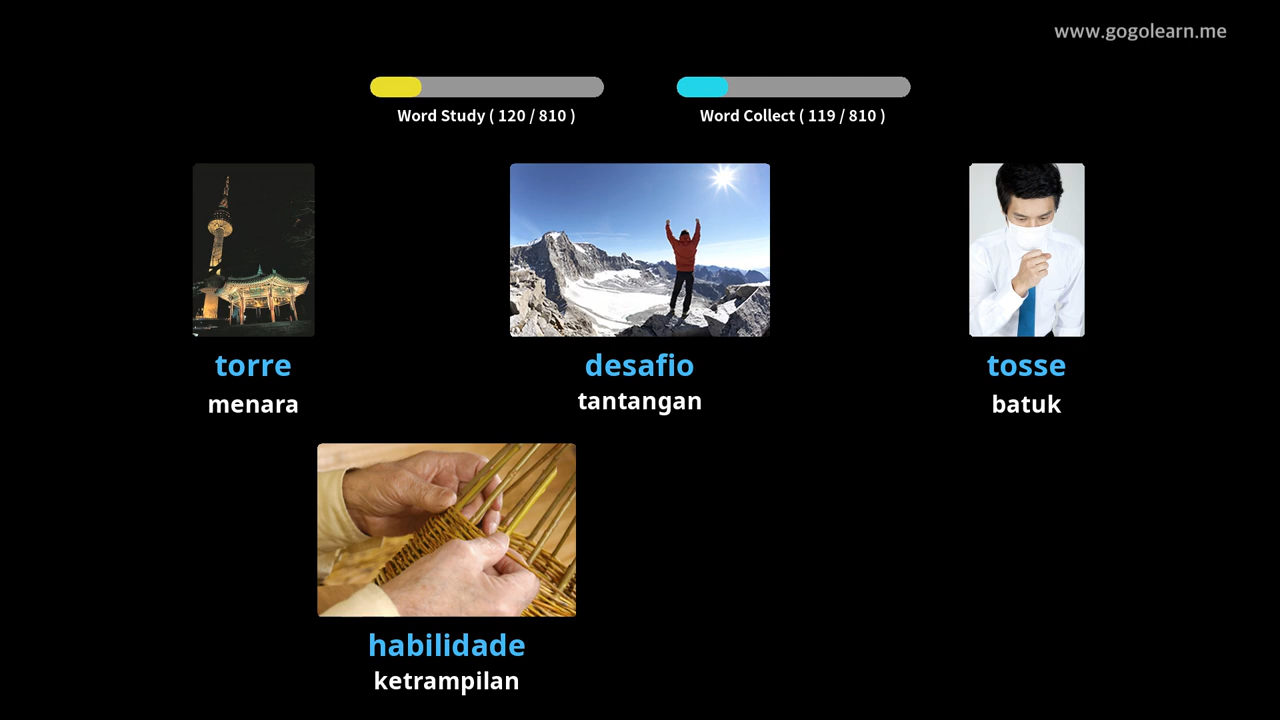 www.gogolearn.me
Word Study ( 120 / 810 )
Word Collect ( 119 / 810 )
torre
menara
desafio
tantangan
tosse
batuk
habilidade
ketrampilan